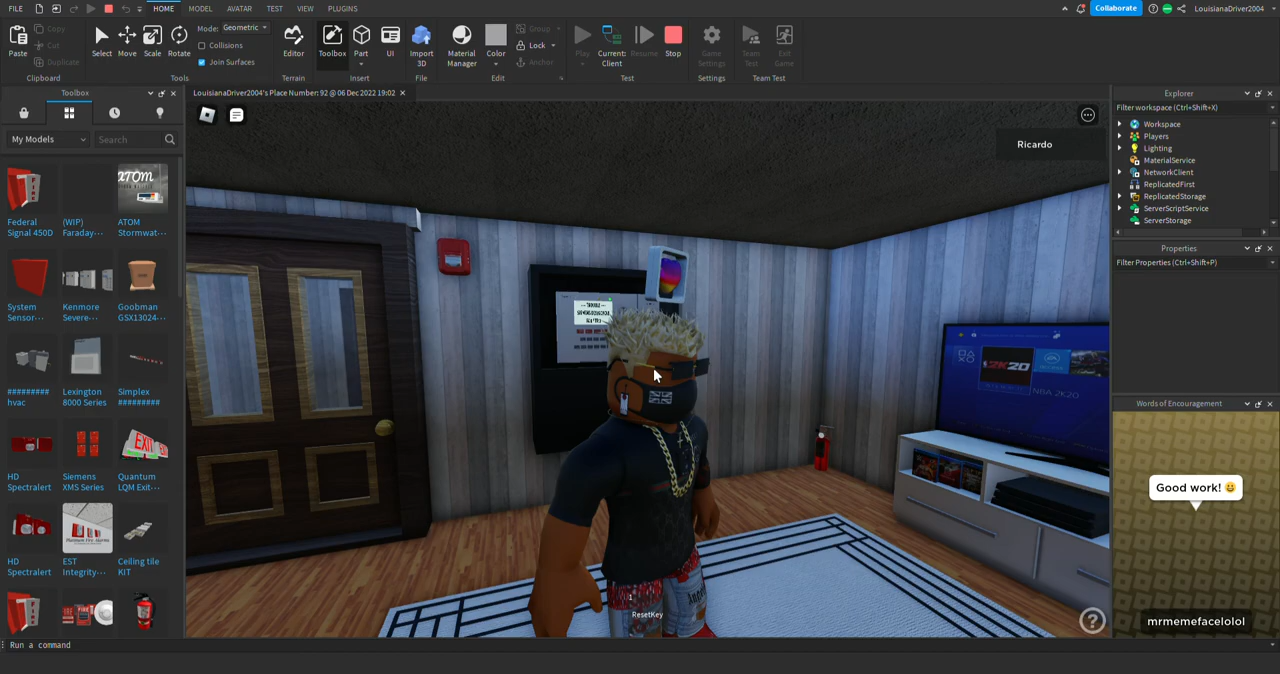 FILE
HOME
MODEL
AVATAR
TEST
VIEW
PLUGINS
Collaborate
LouisianaDriver2004
Paste
Copy
Cut
Duplicate
Clipboard
Select
Move
Scale
Rotate
Mode: Geometric
Collisions
Join Surfaces
Tools
Editor
Terrain
Toolbox
Part
UI
Insert
Import
3D
File
Material
Manager
Color
Group
Lock
Anchor
Edit
Play
Current:
Client
Resume
Stop
Test
Game
Settings
Settings
Team
Test
Exit
Game
Team Test
Toolbox
My Models
Search
Federal
Signal 450D
(WIP)
Faraday···
ATOM
ATOM
Stormwat···
System
Sensor···
Kenmore
Severe···
Goobman
GSX13024···
#########
hvac
Lexington
8000 Series
Simplex
#########
HD
Spectralert
Siemens
XMS Series
EXIT
Quantum
LQM Exit···
HD
Spectralert
EST
Integrity···
Ceiling tile
KIT
LouisianaDriver2004's Place Number: 92 @ 06 Dec 2022 19:02
Ricardo
2K20
NBA 2K20
1
ResetKey
Explorer
Filter workspace (Ctrl+Shift+X)
Workspace
Players
Lighting
MaterialService
NetworkClient
ReplicatedFirst
ReplicatedStorage
ServerScriptService
ServerStorage
Properties
Filter Properties (Ctrl+Shift+P)
Words of Encouragement
Good work! 😀
mrmemefacelolol
Run a command